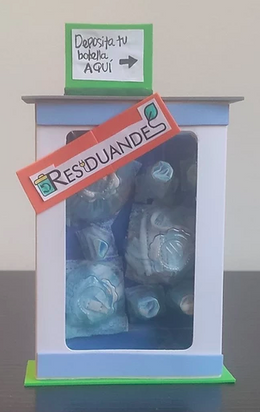 Deposita tu
botella
AQUÍ
RESIDUANDES